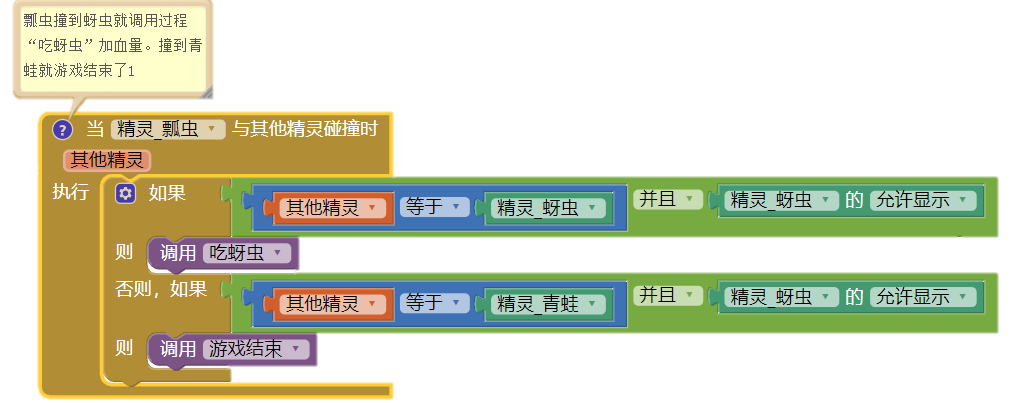 瓢虫撞到蚜虫就调用过程
“吃蚜虫”加血量。撞到青
蛙就游戏结束了1
? 当 精灵_瓢虫 与其他精灵碰撞时
其他精灵
执行 如果 其他精灵 等于 精灵_蚜虫 并且 精灵_蚜虫 的 允许显示
则 调用 吃蚜虫
否则，如果 其他精灵 等于 精灵_青蛙 并且 精灵_蚜虫 的 允许显示
则 调用 游戏结束